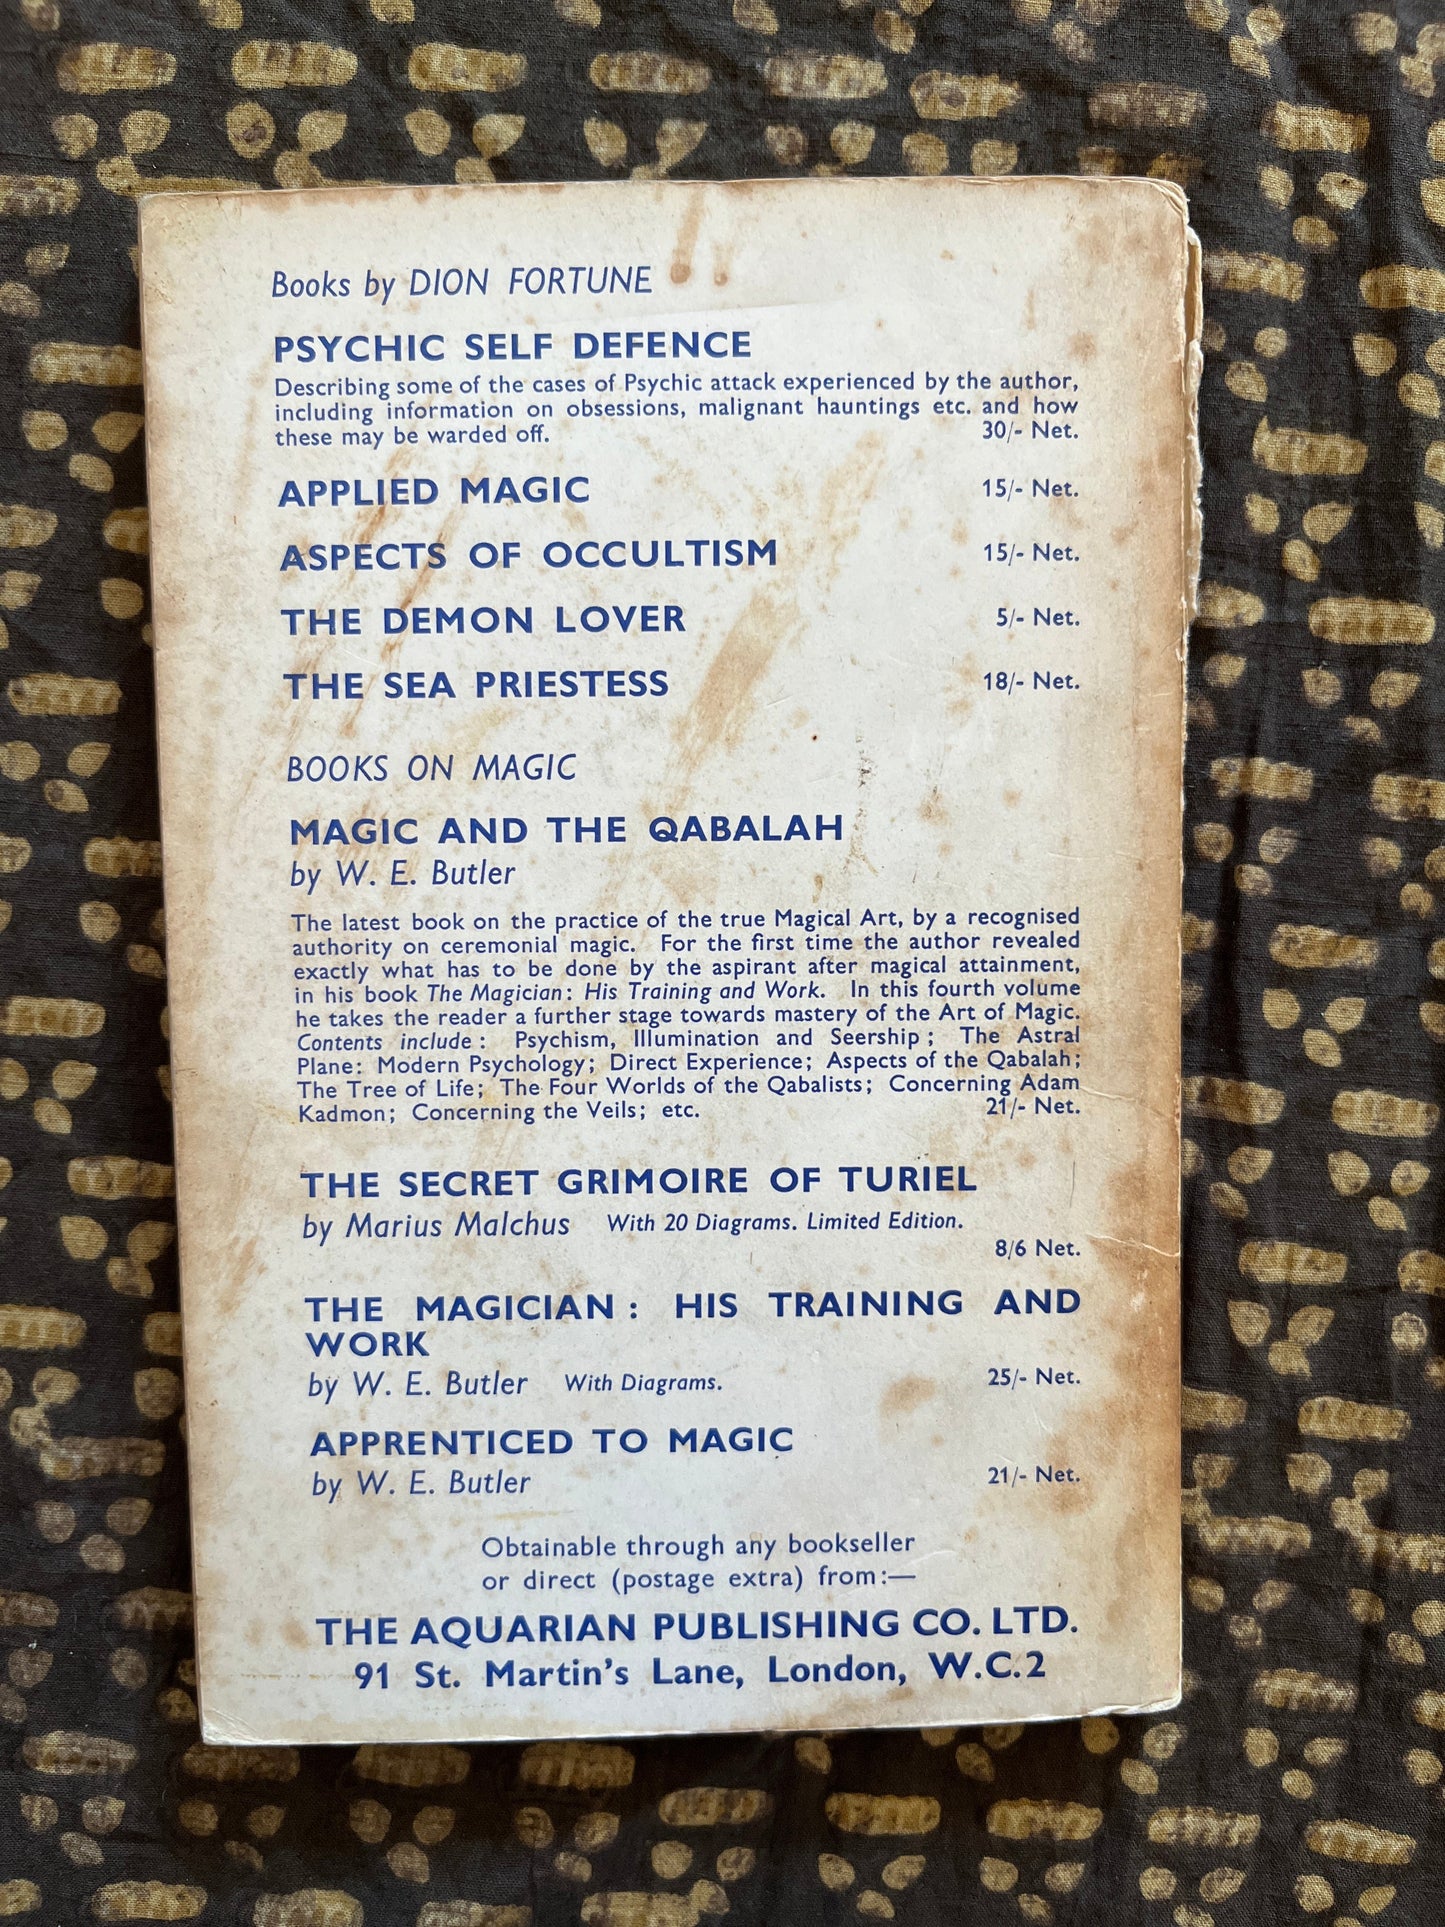 Books by DION FORTUNE
PSYCHIC SELF DEFENCE
Describing some of the cases of Psychic attack experienced by the author,
including information on obsessions, malignant hauntings etc. and how
these may be warded off. 30/- Net.
APPLIED MAGIC 15/- Net.
ASPECTS OF OCCULTISM 15/- Net.
THE DEMON LOVER 5/- Net.
THE SEA PRIESTESS 18/- Net.
BOOKS ON MAGIC
MAGIC AND THE QABALAH
by W. E. Butler
The latest book on the practice of the true Magical Art, by a recognised
authority on ceremonial magic. For the first time the author revealed
exactly what has to be done by the aspirant after magical attainment,
in his book The Magician: His Training and Work. In this fourth volume
he takes the reader a further stage towards mastery of the Art of Magic.
Contents include : Psychism, Illumination and Seership ; The Astral
Plane: Modern Psychology; Direct Experience; Aspects of the Qabalah;
The Tree of Life; The Four Worlds of the Qabalists; Concerning Adam
Kadmon; Concerning the Veils; etc. 21/- Net.
THE SECRET GRIMOIRE OF TURIEL
by Marius Malchus With 20 Diagrams. Limited Edition.
8/6 Net.
THE MAGICIAN : HIS TRAINING AND
WORK
by W. E. Butler With Diagrams. 25/- Net.
APPRENTICED TO MAGIC
by W. E. Butler 21/- Net.
Obtainable through any bookseller
or direct (postage extra) from:—
THE AQUARIAN PUBLISHING CO. LTD.
91 St. Martin's Lane, London, W.C.2